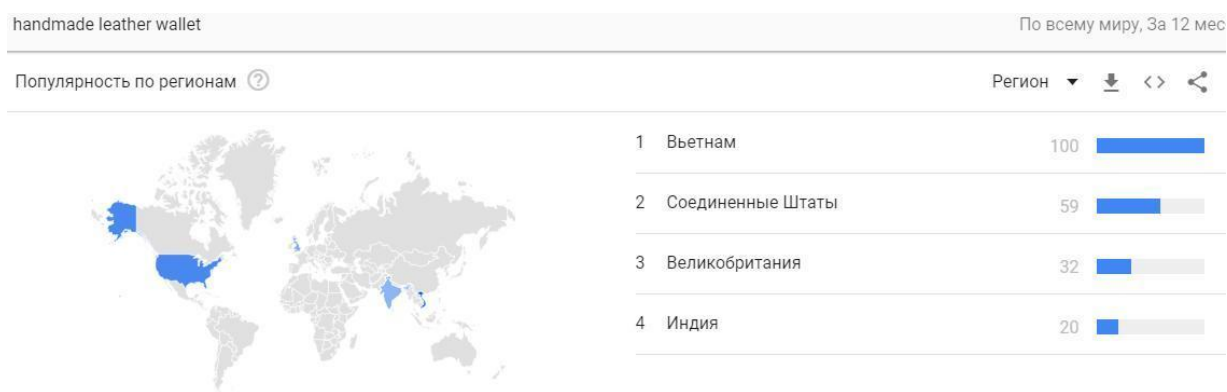 handmade leather wallet
По всему миру, За 12 мес
Популярность по регионам ?
Регион
1 Вьетнам 100
2 Соединенные Штаты 59
3 Великобритания 32
4 Индия 20